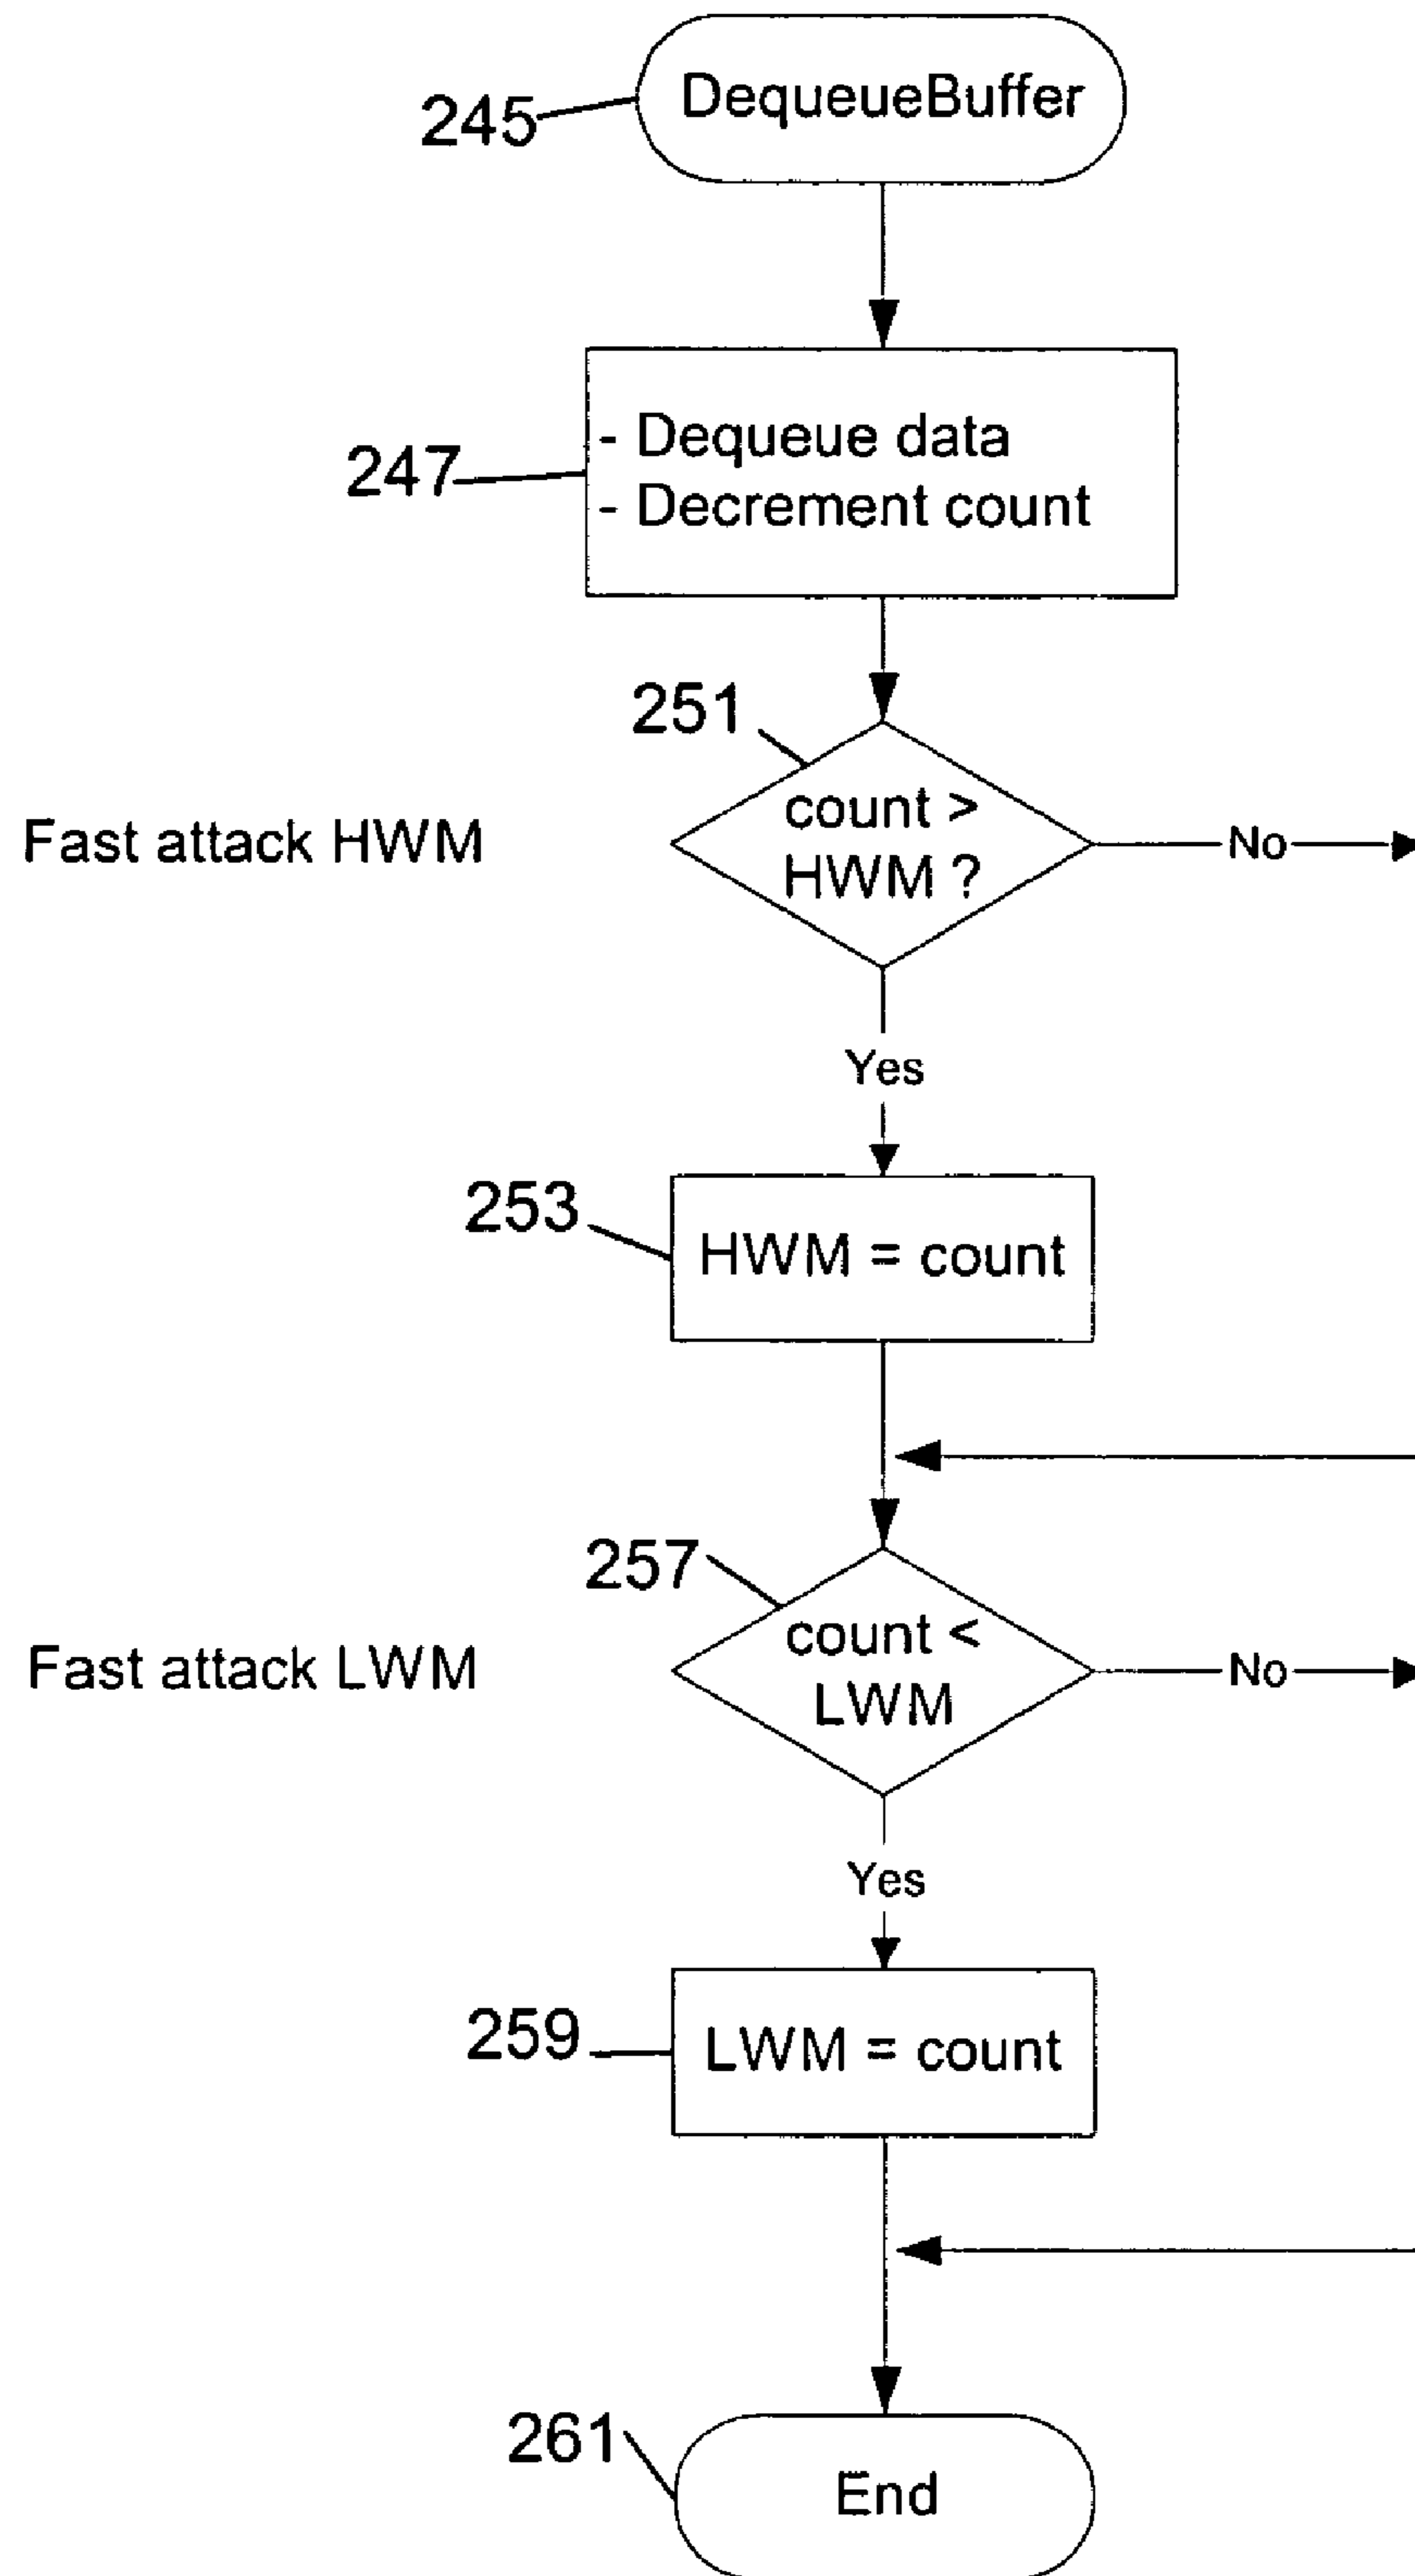 DequeueBuffer
245
- Dequeue data
247
- Decrement count
251
count >
HWM ?
Fast attack HWM
No
Yes
253
HWM = count
257
count <
LWM
Fast attack LWM
No
Yes
259
LWM = count
261
End